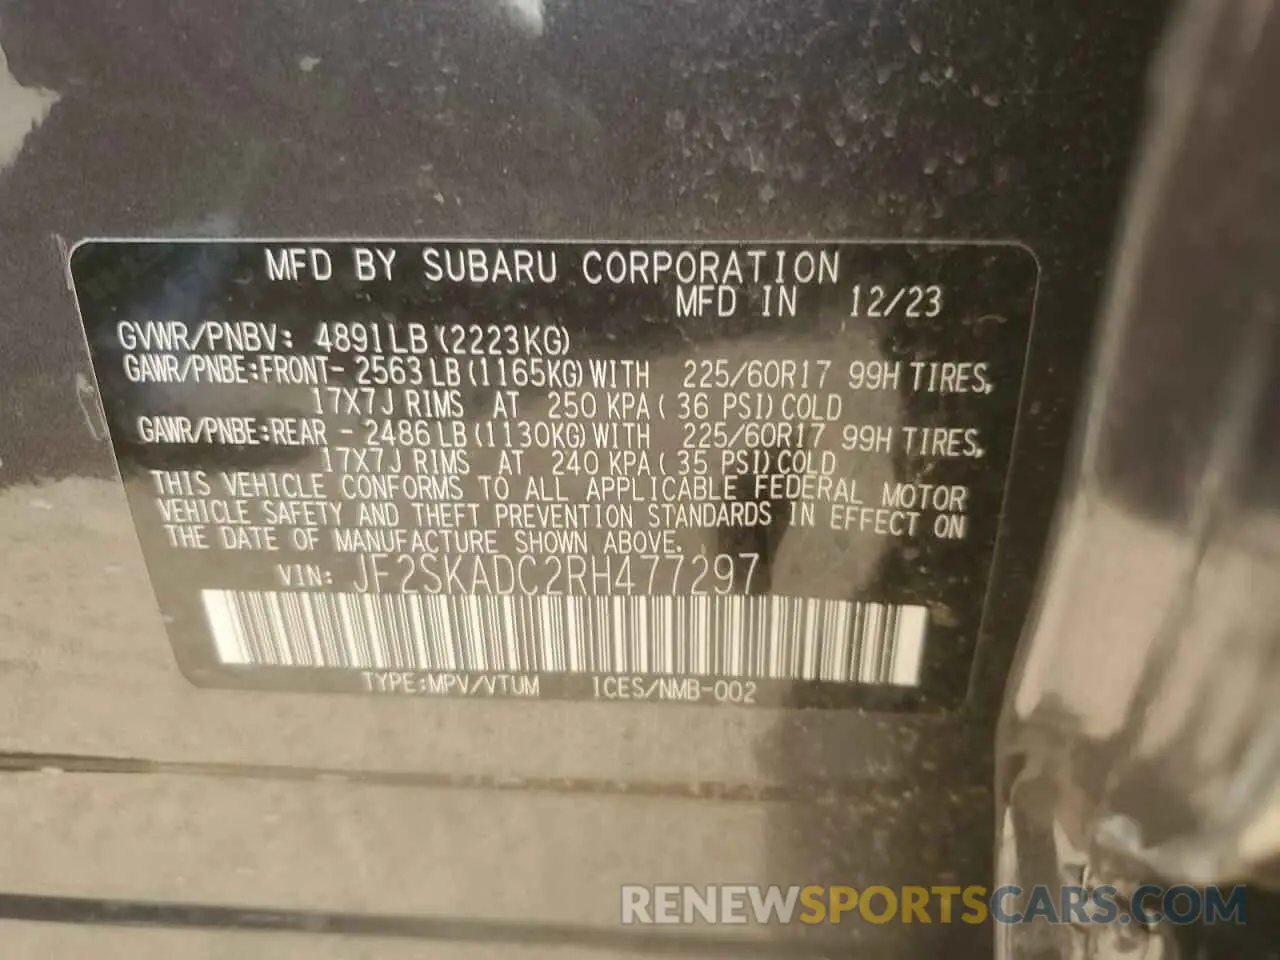 MFD BY SUBARU CORPORATION
MFD IN 12/23
GVWR/PNBV: 4891LB (2223KG)
GAWR/PNBE:FRONT- 2563 LB (1165KG) WITH 225/60R17 99H TIRES,
17X7J RIMS AT 250 KPA ( 36 PSI) COLD
GAWR/PNBE:REAR - 2486 LB (1130KG) WITH 225/60R17 99H TIRES,
17X7J RIMS AT 240 KPA ( 35 PSI) COLD
THIS VEHICLE CONFORMS TO ALL APPLICABLE FEDERAL MOTOR
VEHICLE SAFETY AND THEFT PREVENTION STANDARDS IN EFFECT ON
THE DATE OF MANUFACTURE SHOWN ABOVE.
VIN: JF2SKADC2RH477297
TYPE:MPV/VTUM ICES/NMB-002
RENEWSPORTSCARS.COM